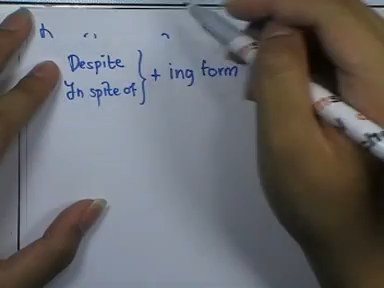 Despite
In spite of } + ing form